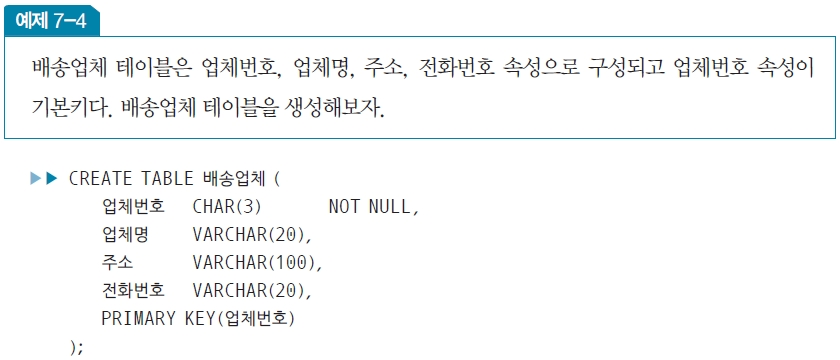 예제 7-4
배송업체 테이블은 업체번호, 업체명, 주소, 전화번호 속성으로 구성되고 업체번호 속성이
기본키다. 배송업체 테이블을 생성해보자.
▶▶ CREATE TABLE 배송업체 (
업체번호 CHAR(3) NOT NULL,
업체명 VARCHAR(20),
주소 VARCHAR(100),
전화번호 VARCHAR(20),
PRIMARY KEY(업체번호)
);